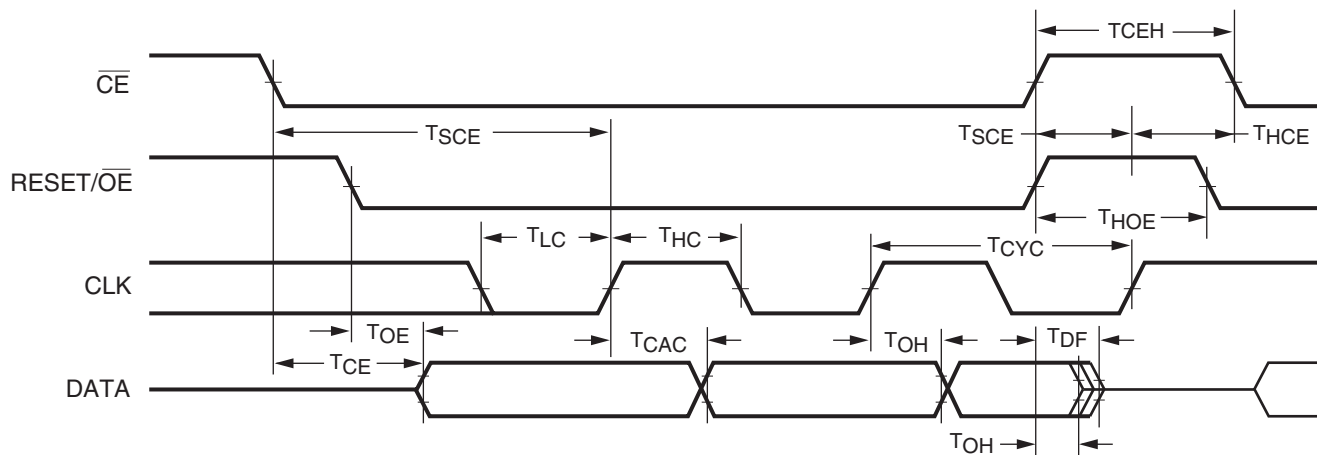 TCEH
CE
TSCE
TSCE
THCE
RESET/OE
THOE
TLC
THC
TCYC
CLK
TOE
TCAC
TOH
TDF
TCE
DATA
TOH